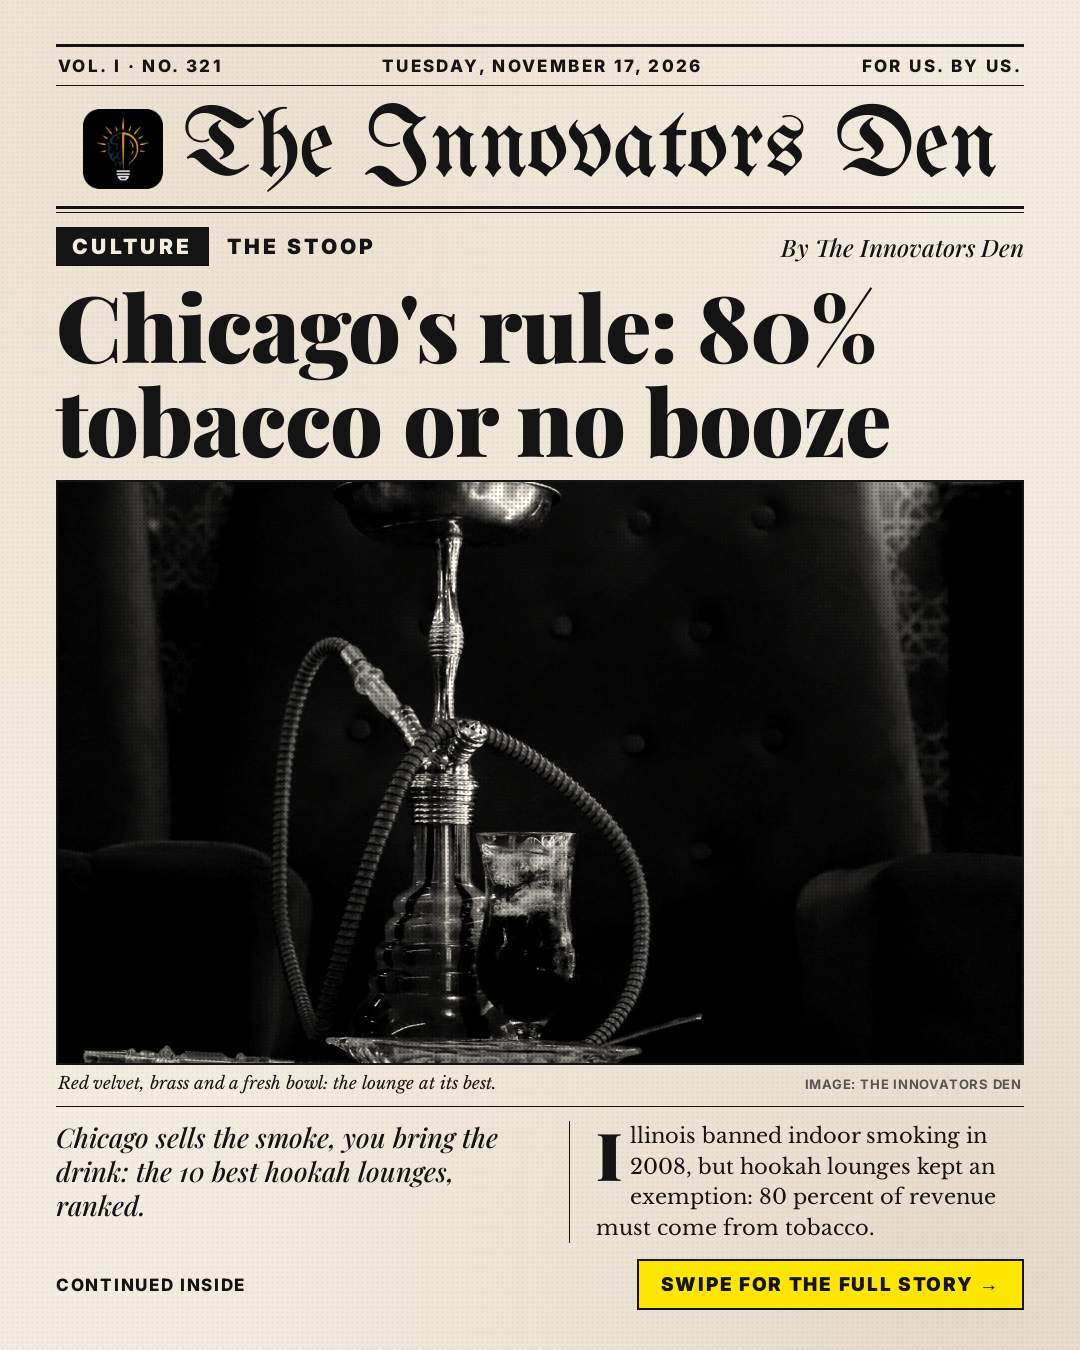 VOL. I · NO. 321
TUESDAY, NOVEMBER 17, 2026
FOR US. BY US.
The Innovators Den
CULTURE
THE STOOP
By The Innovators Den
Chicago's rule: 80%
tobacco or no booze
Red velvet, brass and a fresh bowl: the lounge at its best.
IMAGE: THE INNOVATORS DEN
Chicago sells the smoke, you bring the
drink: the 10 best hookah lounges,
ranked.
Illinois banned indoor smoking in
2008, but hookah lounges kept an
exemption: 80 percent of revenue
must come from tobacco.
CONTINUED INSIDE
SWIPE FOR THE FULL STORY →